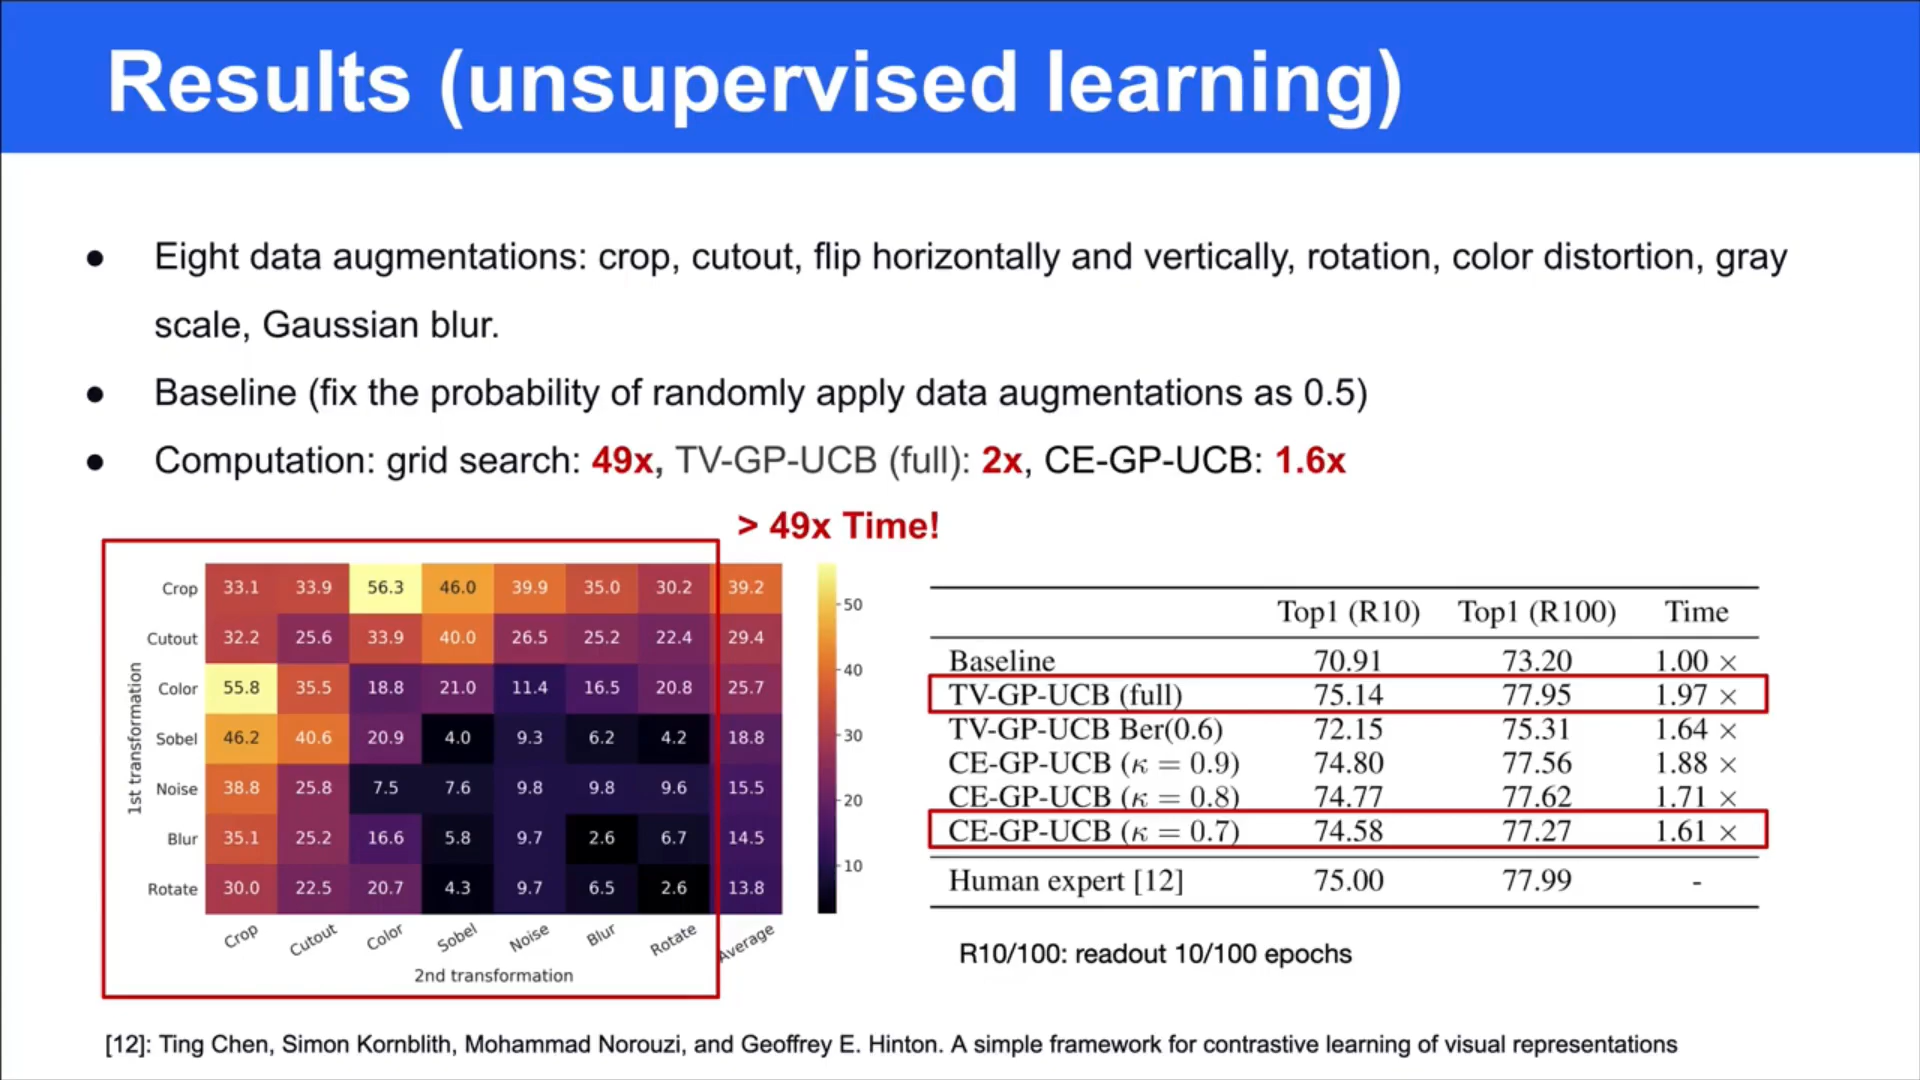 Results (unsupervised learning)
● Eight data augmentations: crop, cutout, flip horizontally and vertically, rotation, color distortion, gray
scale, Gaussian blur.
● Baseline (fix the probability of randomly apply data augmentations as 0.5)
● Computation: grid search: 49x, TV-GP-UCB (full): 2x, CE-GP-UCB: 1.6x
> 49x Time!
1st transformation
Crop 33.1 33.9 56.3 46.0 39.9 35.0 30.2 39.2
Cutout 32.2 25.6 33.9 40.0 26.5 25.2 22.4 29.4
Color 55.8 35.5 18.8 21.0 11.4 16.5 20.8 25.7
Sobel 46.2 40.6 20.9 4.0 9.3 6.2 4.2 18.8
Noise 38.8 25.8 7.5 7.6 9.8 9.8 9.6 15.5
Blur 35.1 25.2 16.6 5.8 9.7 2.6 6.7 14.5
Rotate 30.0 22.5 20.7 4.3 9.7 6.5 2.6 13.8
Crop Cutout Color Sobel Noise Blur Rotate Average
2nd transformation
50
40
30
20
10
Top1 (R10) Top1 (R100) Time
Baseline 70.91 73.20 1.00 ×
TV-GP-UCB (full) 75.14 77.95 1.97 ×
TV-GP-UCB Ber(0.6) 72.15 75.31 1.64 ×
CE-GP-UCB (κ = 0.9) 74.80 77.56 1.88 ×
CE-GP-UCB (κ = 0.8) 74.77 77.62 1.71 ×
CE-GP-UCB (κ = 0.7) 74.58 77.27 1.61 ×
Human expert [12] 75.00 77.99 -
R10/100: readout 10/100 epochs
[12]: Ting Chen, Simon Kornblith, Mohammad Norouzi, and Geoffrey E. Hinton. A simple framework for contrastive learning of visual representations